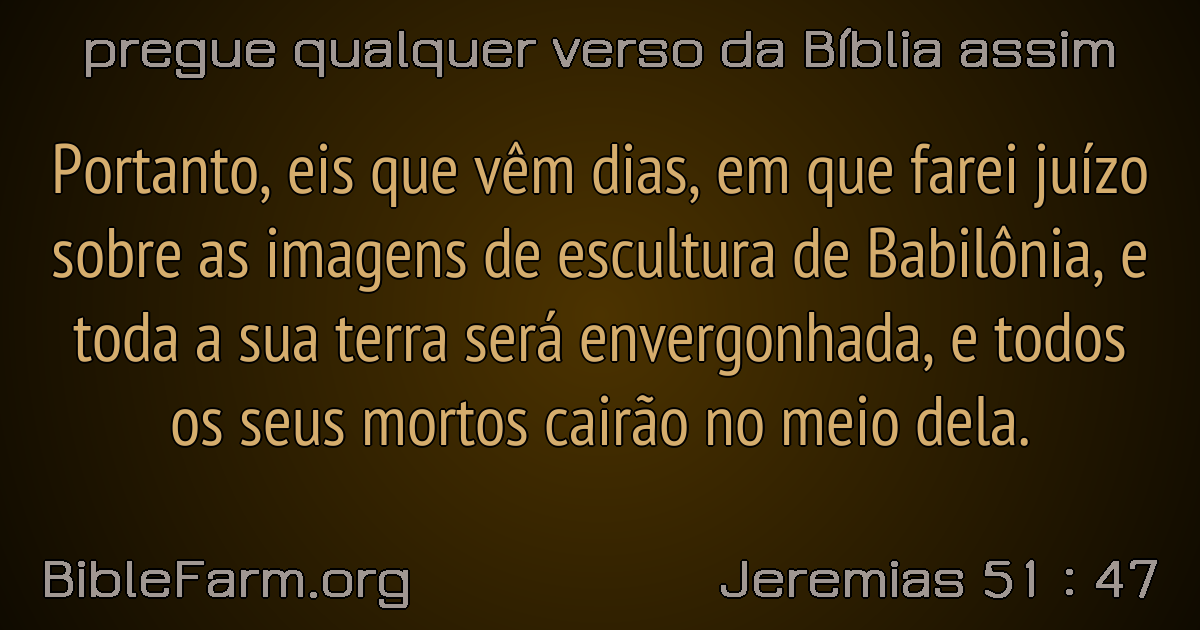 pregue qualquer verso da Bíblia assim
Portanto, eis que vêm dias, em que farei juízo
sobre as imagens de escultura de Babilônia, e
toda a sua terra será envergonhada, e todos
os seus mortos cairão no meio dela.
BibleFarm.org
Jeremias 51 : 47